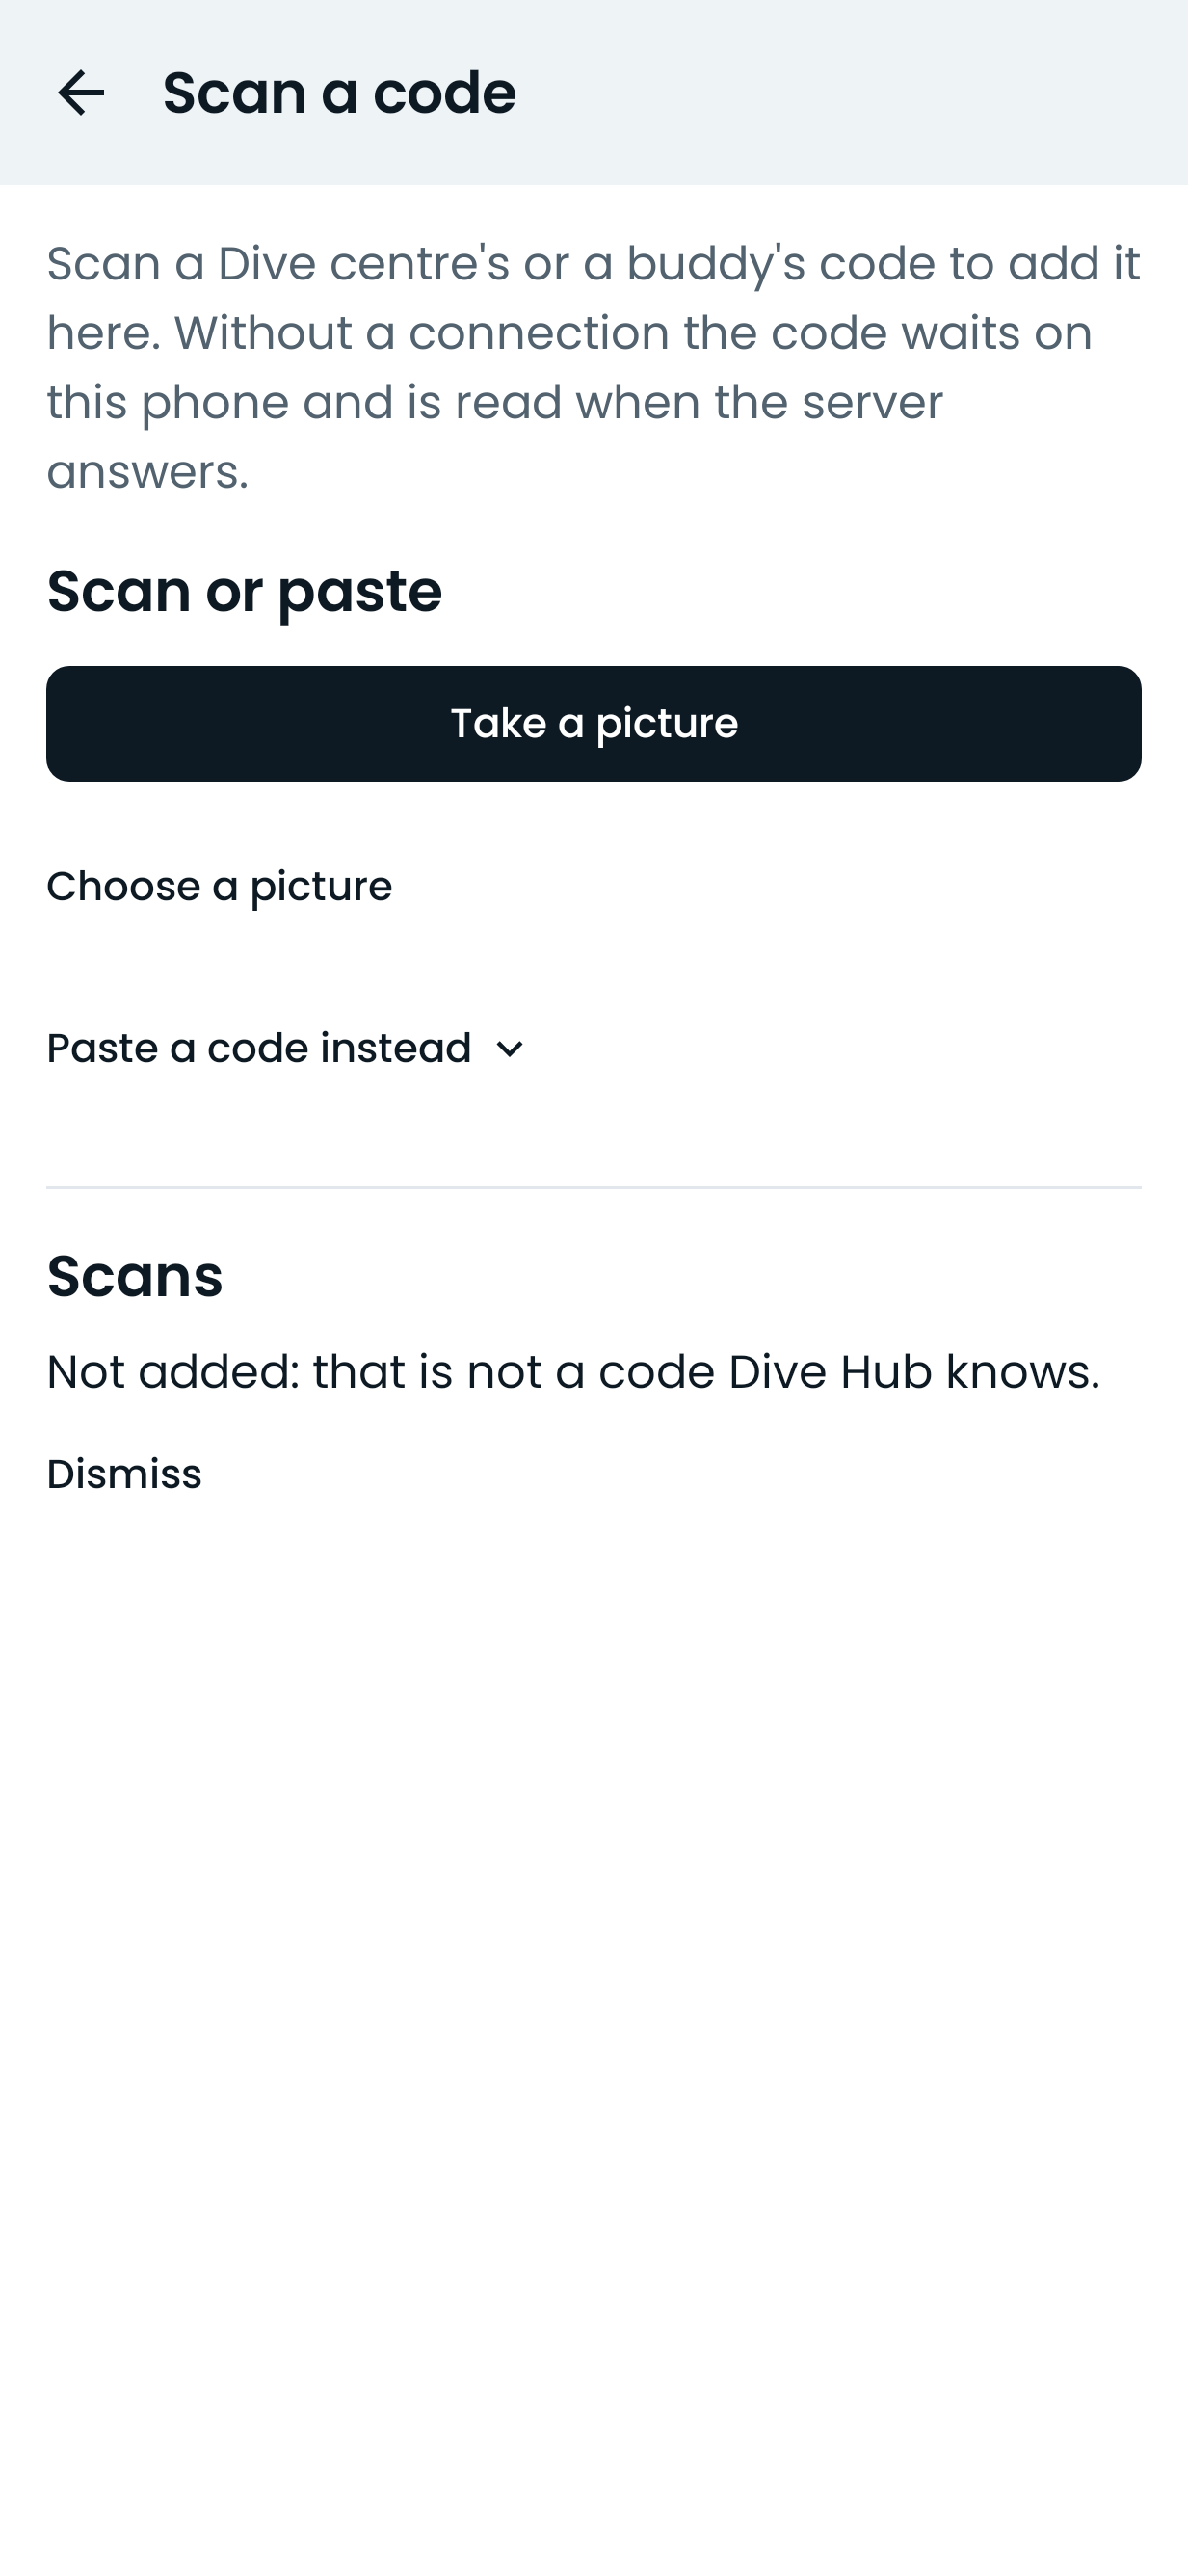 Scan a code
Scan a Dive centre's or a buddy's code to add it
here. Without a connection the code waits on
this phone and is read when the server
answers.
Scan or paste
Take a picture
Choose a picture
Paste a code instead
Scans
Not added: that is not a code Dive Hub knows.
Dismiss